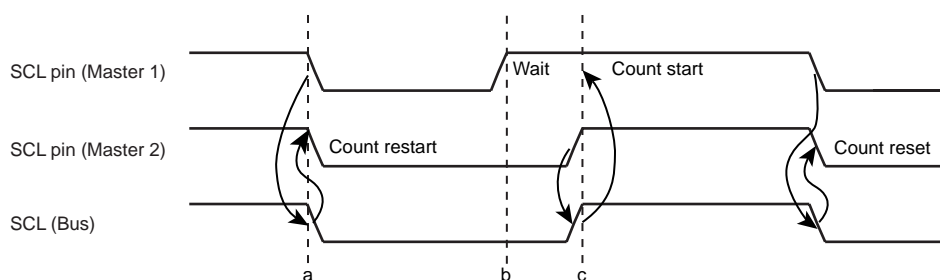 SCL pin (Master 1)
Wait
Count start
SCL pin (Master 2)
Count restart
Count reset
SCL (Bus)
a
b
c